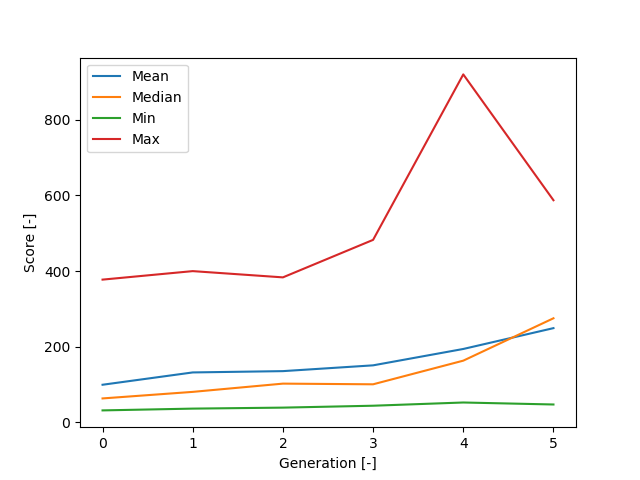 Mean
Median
Min
Max
800
600
400
200
0
Score [-]
0 1 2 3 4 5
Generation [-]